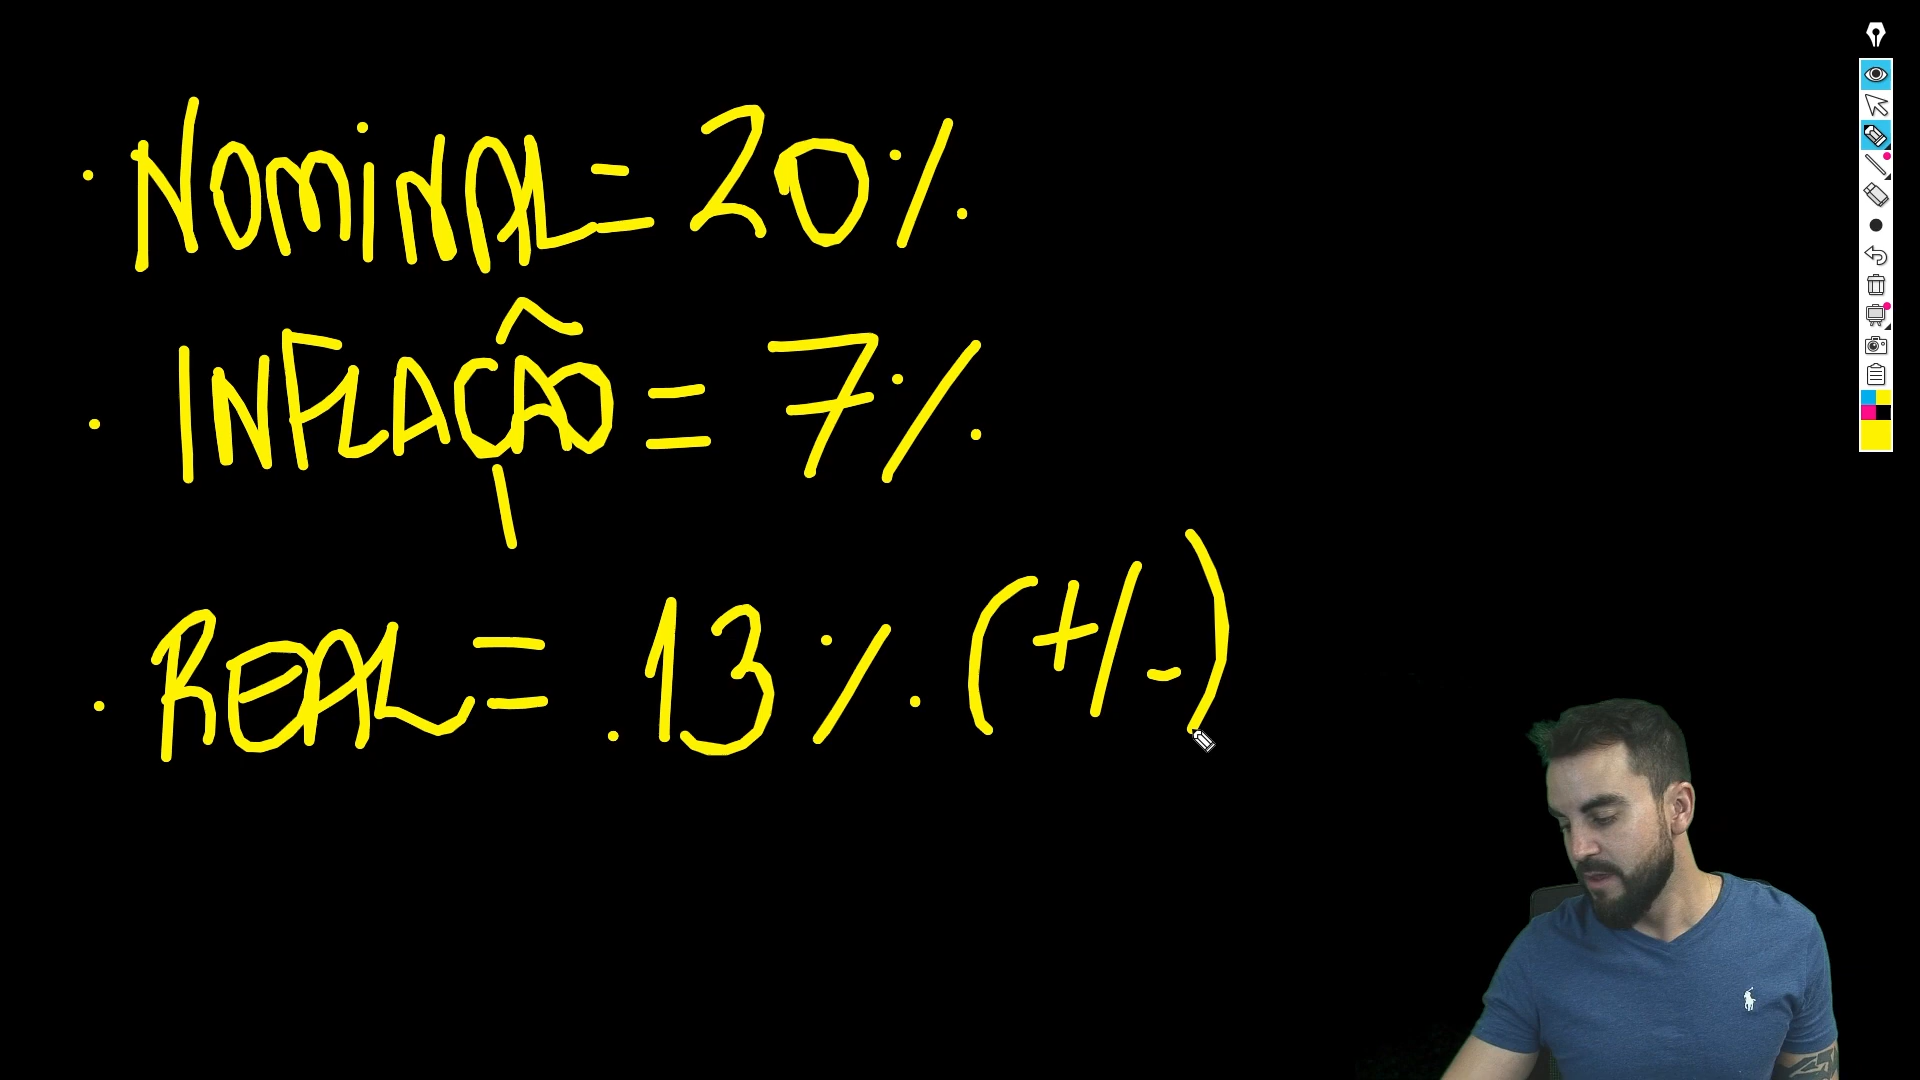 . NOMINAL = 20%
. INFLAÇÃO = 7%
. REAL = .13% (+/-)